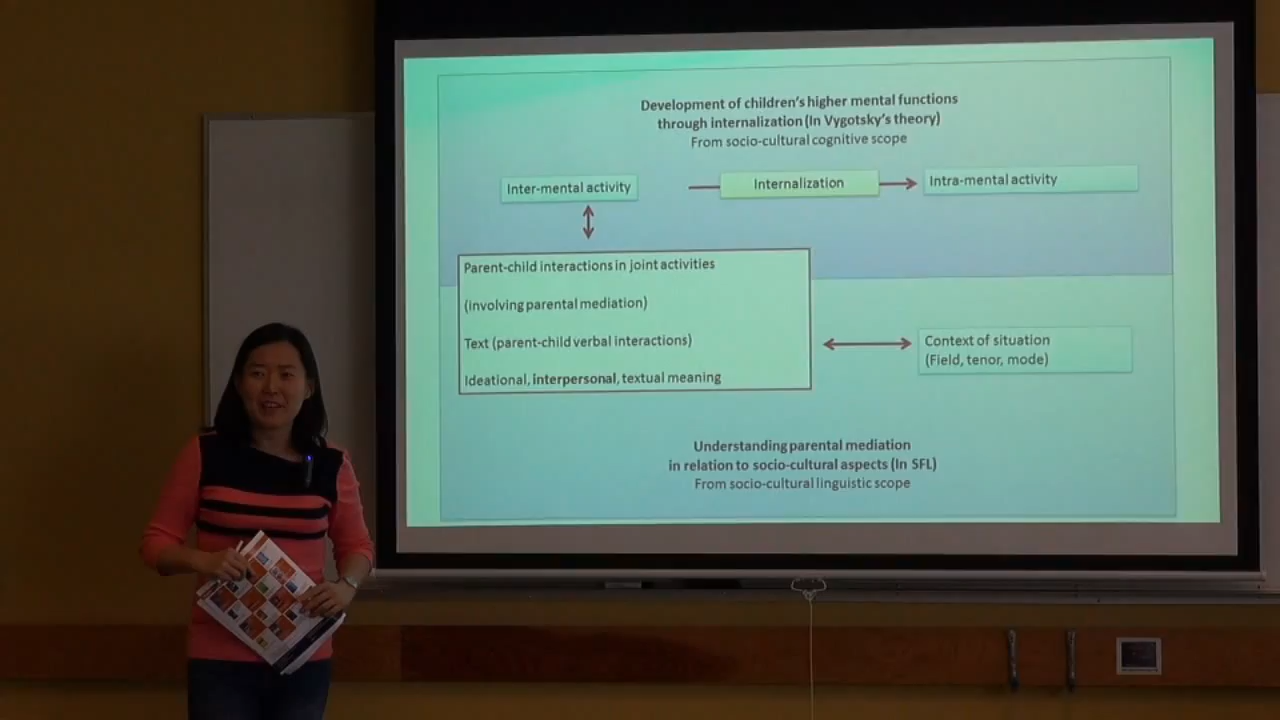 Development of children's higher mental functions
through internalization (In Vygotsky's theory)
From socio-cultural cognitive scope
Inter-mental activity
Internalization
Intra-mental activity
Parent-child interactions in joint activities
(involving parental mediation)
Text (parent-child verbal interactions)
Ideational, interpersonal, textual meaning
Context of situation
(Field, tenor, mode)
Understanding parental mediation
in relation to socio-cultural aspects (In SFL)
From socio-cultural linguistic scope